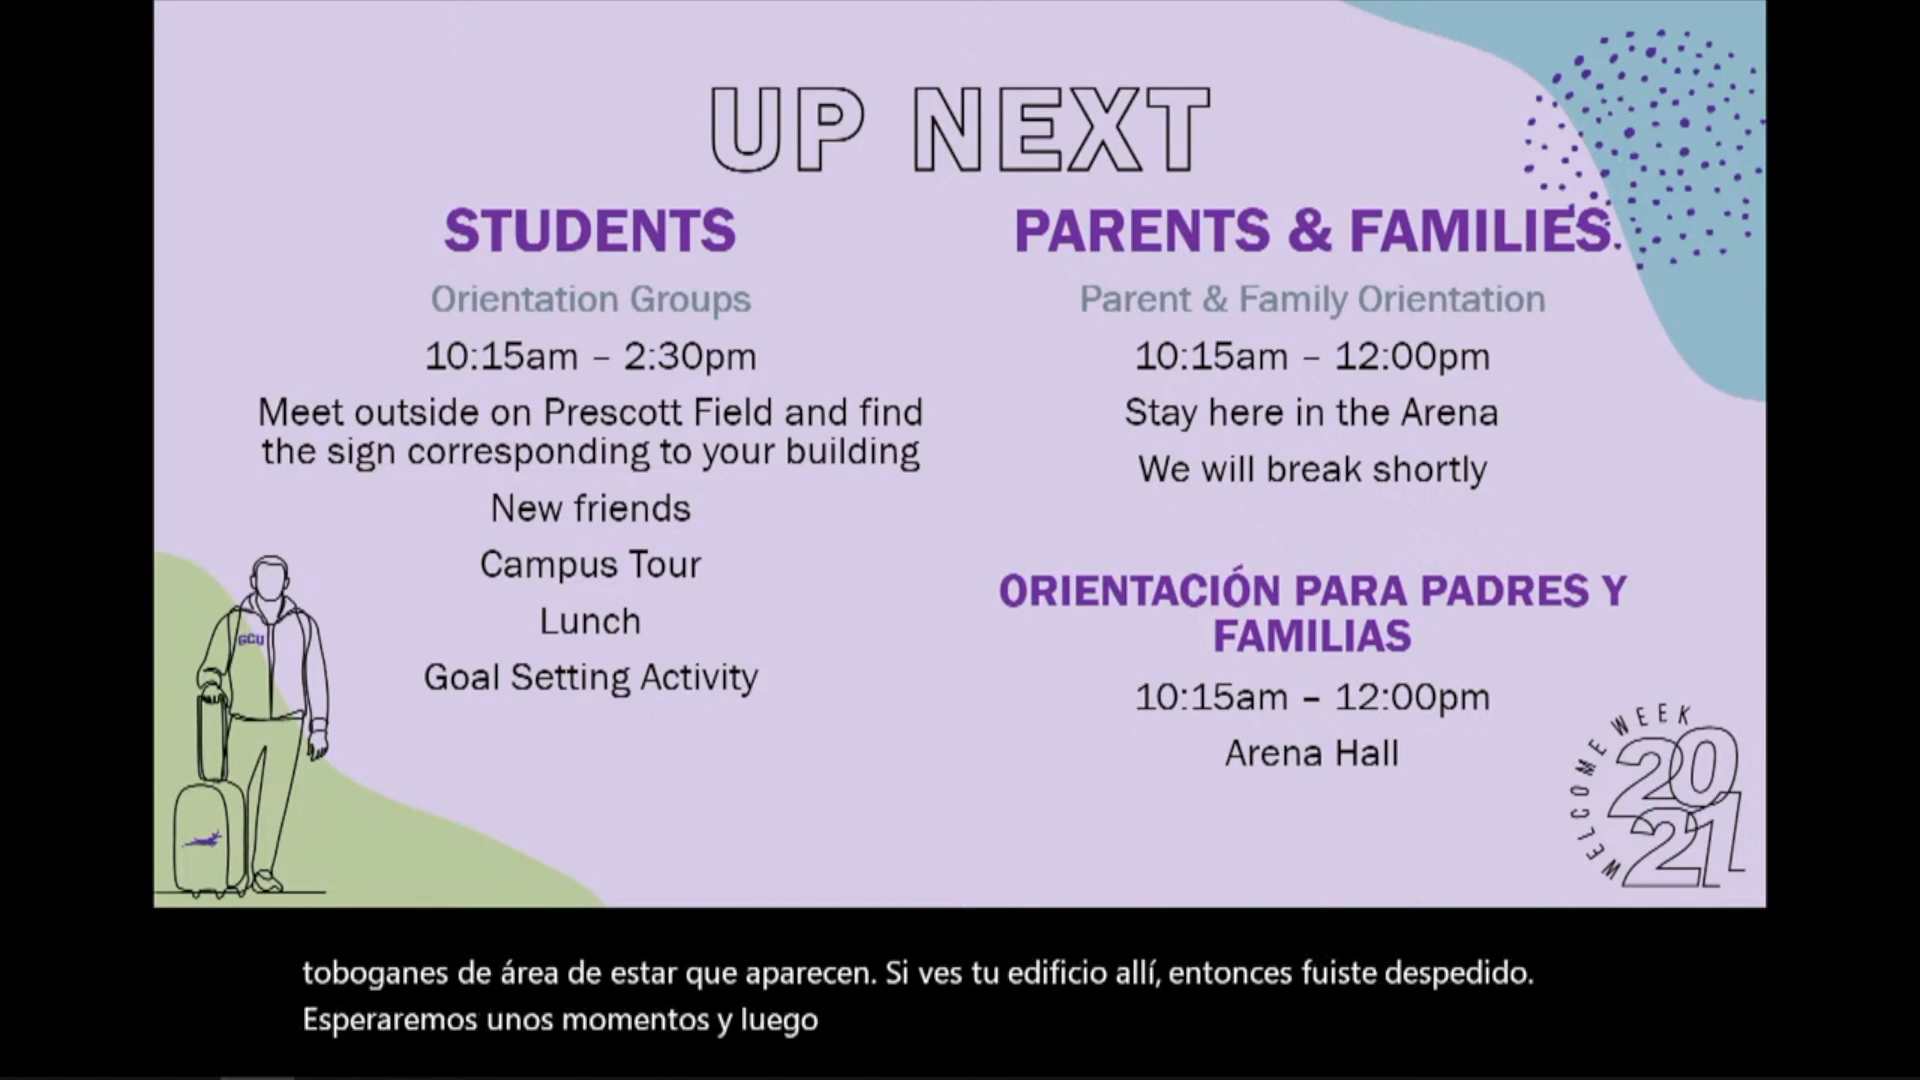 UP NEXT
STUDENTS
Orientation Groups
10:15am – 2:30pm
Meet outside on Prescott Field and find
the sign corresponding to your building
New friends
Campus Tour
Lunch
Goal Setting Activity
PARENTS & FAMILIES
Parent & Family Orientation
10:15am – 12:00pm
Stay here in the Arena
We will break shortly
ORIENTACIÓN PARA PADRES Y
FAMILIAS
10:15am – 12:00pm
Arena Hall
GCU
WELCOME WEEK
20
21
toboganes de área de estar que aparecen. Si ves tu edificio allí, entonces fuiste despedido.
Esperaremos unos momentos y luego